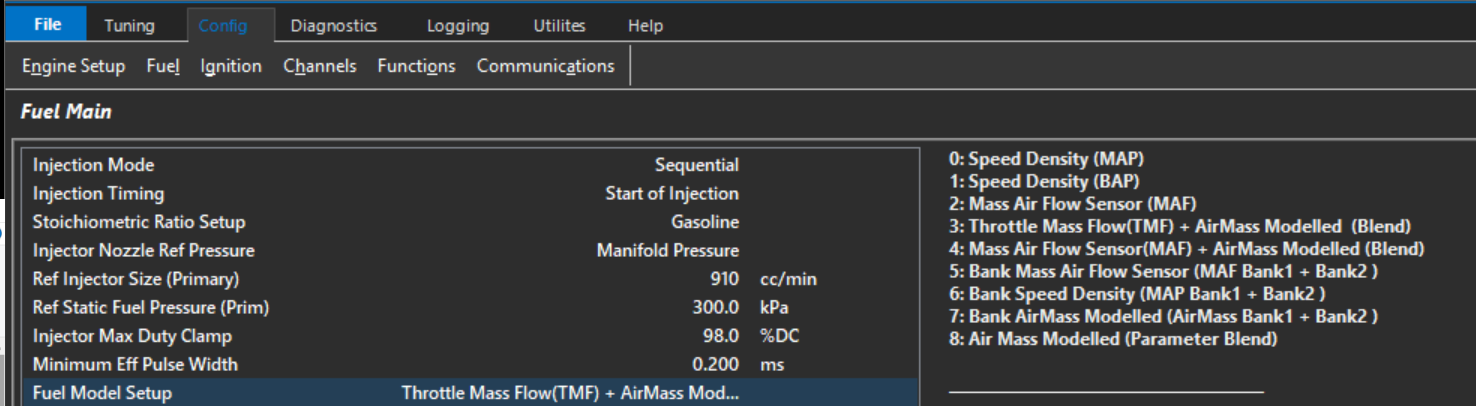 File Tuning Config Diagnostics Logging Utilites Help
Engine Setup Fuel Ignition Channels Functions Communications
Fuel Main
Injection Mode Sequential
Injection Timing Start of Injection
Stoichiometric Ratio Setup Gasoline
Injector Nozzle Ref Pressure Manifold Pressure
Ref Injector Size (Primary) 910 cc/min
Ref Static Fuel Pressure (Prim) 300.0 kPa
Injector Max Duty Clamp 98.0 %DC
Minimum Eff Pulse Width 0.200 ms
Fuel Model Setup Throttle Mass Flow(TMF) + AirMass Mod...
0: Speed Density (MAP)
1: Speed Density (BAP)
2: Mass Air Flow Sensor (MAF)
3: Throttle Mass Flow(TMF) + AirMass Modelled (Blend)
4: Mass Air Flow Sensor(MAF) + AirMass Modelled (Blend)
5: Bank Mass Air Flow Sensor (MAF Bank1 + Bank2 )
6: Bank Speed Density (MAP Bank1 + Bank2 )
7: Bank AirMass Modelled (AirMass Bank1 + Bank2 )
8: Air Mass Modelled (Parameter Blend)